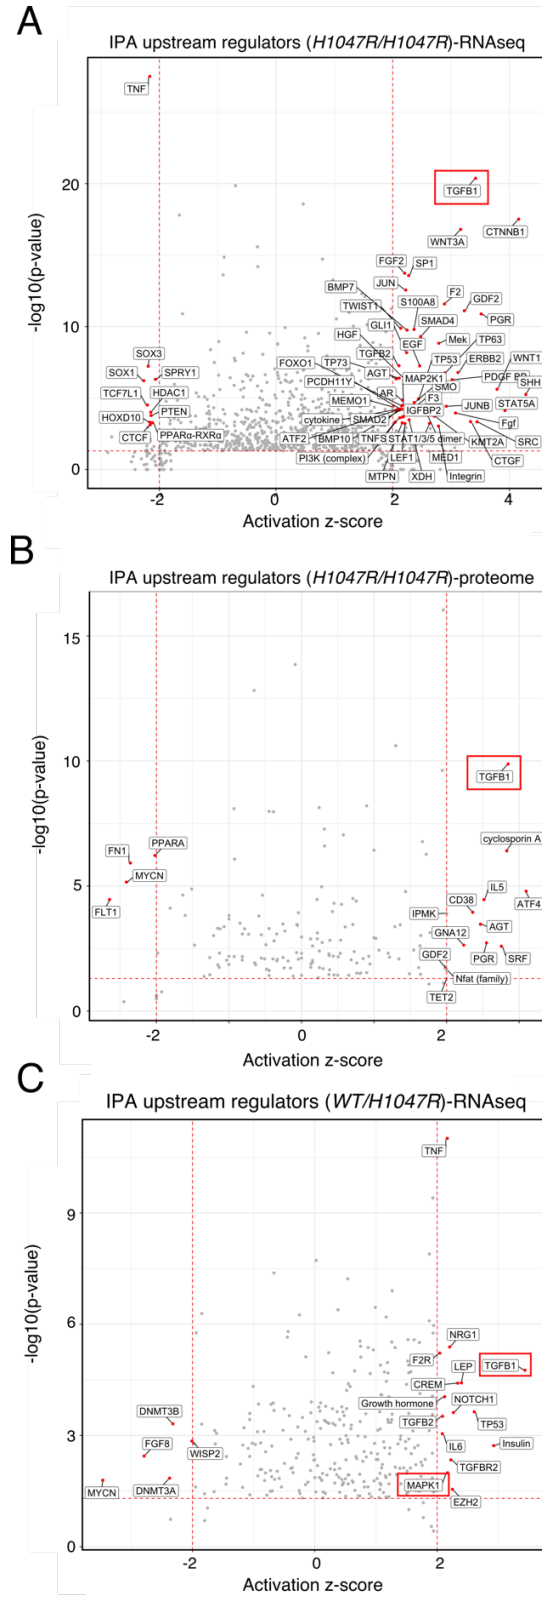 A
IPA upstream regulators (H1047R/H1047R)-RNAseq
TNF
TGFB1
CTNNB1
WNT3A
FGF2
SP1
JUN
BMP7
S100A8
F2
GDF2
TWIST1
SMAD4
PGR
GLI1
HGF
EGF
Mek
TP63
SOX3
TGFB2
TP53
ERBB2
WNT1
FOXO1
TP73
SOX1
SPRY1
AGT
MAP2K1
PDGF BB
SHH
PCDH11Y
SMO
TCF7L1
HDAC1
AR
F3
STAT5A
MEMO1
IGFBP2
JUNB
HOXD10
PTEN
cytokine
SMAD2
Fgf
CTCF
PPARα-RXRα
ATF2
BMP10
TNFS
STAT1/3/5 dimer
KMT2A
SRC
PI3K (complex)
LEF1
MED1
CTGF
MTPN
XDH
Integrin
20
10
0
-log10(p-value)
-2
0
2
4
Activation z-score
B
IPA upstream regulators (H1047R/H1047R)-proteome
15
10
5
0
-log10(p-value)
TGFB1
cyclosporin A
FN1
PPARA
MYCN
FLT1
IL5
CD38
ATF4
IPMK
AGT
GNA12
GDF2
PGR
SRF
Nfat (family)
TET2
-2
0
2
Activation z-score
C
IPA upstream regulators (WT/H1047R)-RNAseq
TNF
9
6
3
0
-log10(p-value)
NRG1
F2R
LEP
TGFB1
CREM
Growth hormone
NOTCH1
DNMT3B
TGFB2
TP53
WISP2
IL6
Insulin
FGF8
TGFBR2
MYCN
DNMT3A
MAPK1
EZH2
-2
0
2
Activation z-score